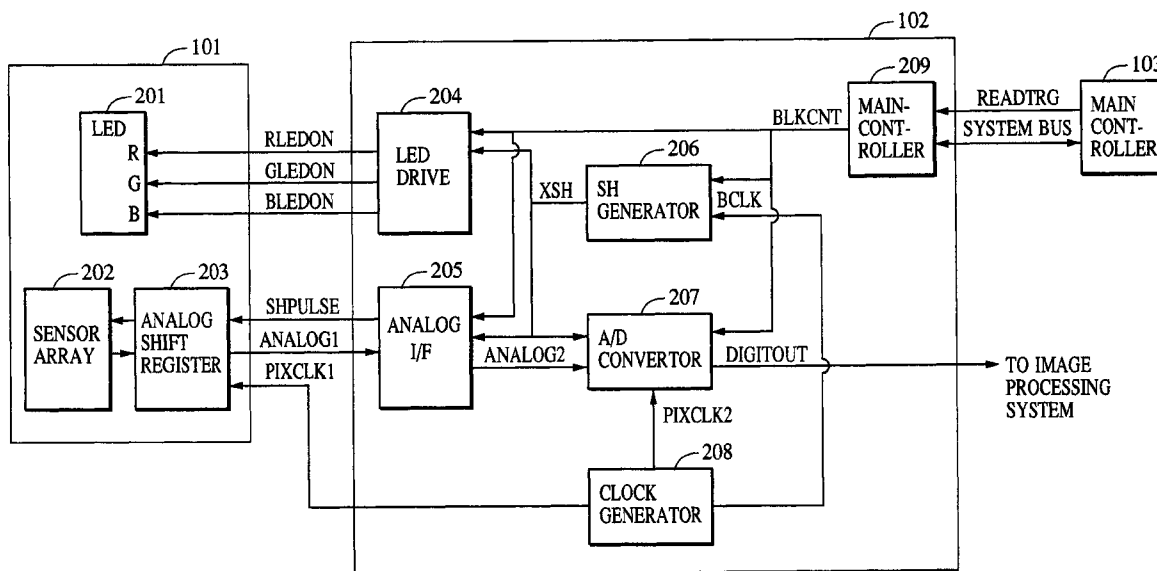 101
201
LED
R
G
B
202
SENSOR
ARRAY
203
ANALOG
SHIFT
REGISTER
RLEDON
GLEDON
BLEDON
SHPULSE
ANALOG1
PIXCLK1
102
204
LED
DRIVE
205
ANALOG
I/F
ANALOG2
XSH
206
SH
GENERATOR
BCLK
BLKCNT
207
A/D
CONVERTOR
DIGITOUT
PIXCLK2
208
CLOCK
GENERATOR
209
MAIN-
CONT-
ROLLER
READTRG
SYSTEM BUS
103
MAIN
CONT-
ROLLER
TO IMAGE
PROCESSING
SYSTEM